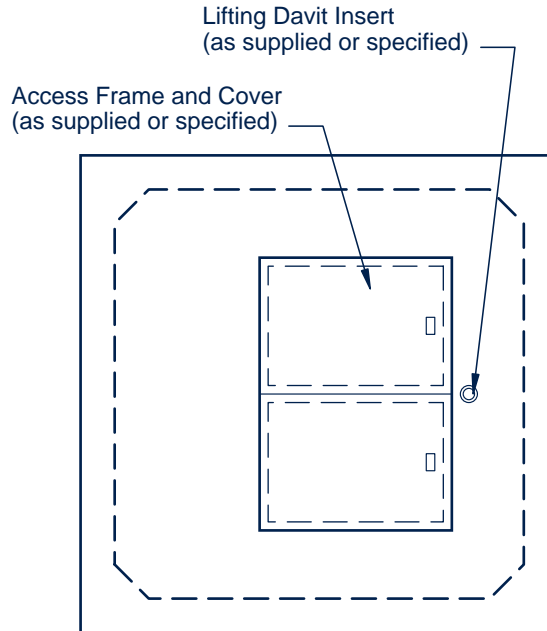 Lifting Davit Insert
(as supplied or specified)
Access Frame and Cover
(as supplied or specified)